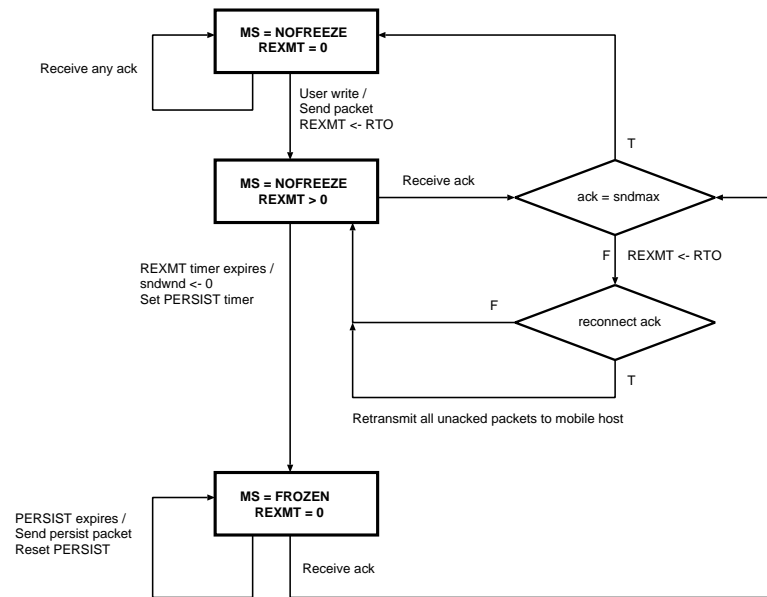 MS = NOFREEZE
REXMT = 0
Receive any ack
User write /
Send packet
REXMT <- RTO
T
MS = NOFREEZE
REXMT > 0
Receive ack
ack = sndmax
F
REXMT <- RTO
REXMT timer expires /
sndwnd <- 0
Set PERSIST timer
F
reconnect ack
T
Retransmit all unacked packets to mobile host
MS = FROZEN
REXMT = 0
PERSIST expires /
Send persist packet
Reset PERSIST
Receive ack